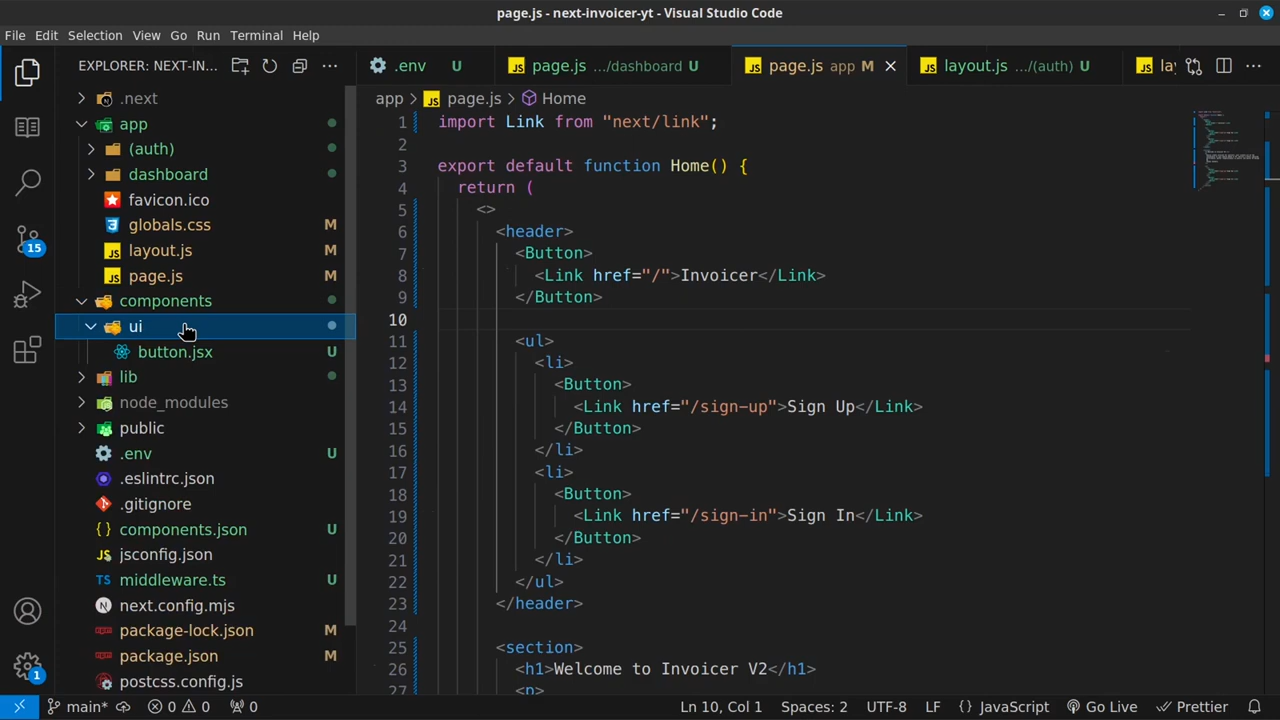 page.js - next-invoicer-yt - Visual Studio Code
File Edit Selection View Go Run Terminal Help
EXPLORER: NEXT-IN...
.env U
page.js .../dashboard U
page.js app M
layout.js .../(auth) U
.next
app
(auth)
dashboard
favicon.ico
globals.css M
layout.js M
page.js M
components
ui
button.jsx U
lib
node_modules
public
.env U
.eslintrc.json
.gitignore
components.json U
jsconfig.json
middleware.ts U
next.config.mjs
package-lock.json M
package.json M
postcss.config.js
15
1
app > page.js > Home
1 import Link from "next/link";
2
3 export default function Home() {
4 return (
5 <>
6 <header>
7 <Button>
8 <Link href="/">Invoicer</Link>
9 </Button>
10
11 <ul>
12 <li>
13 <Button>
14 <Link href="/sign-up">Sign Up</Link>
15 </Button>
16 </li>
17 <li>
18 <Button>
19 <Link href="/sign-in">Sign In</Link>
20 </Button>
21 </li>
22 </ul>
23 </header>
24
25 <section>
26 <h1>Welcome to Invoicer V2</h1>
27 <p>
main* 0 0 0 Ln 10, Col 1 Spaces: 2 UTF-8 LF {} JavaScript Go Live Prettier